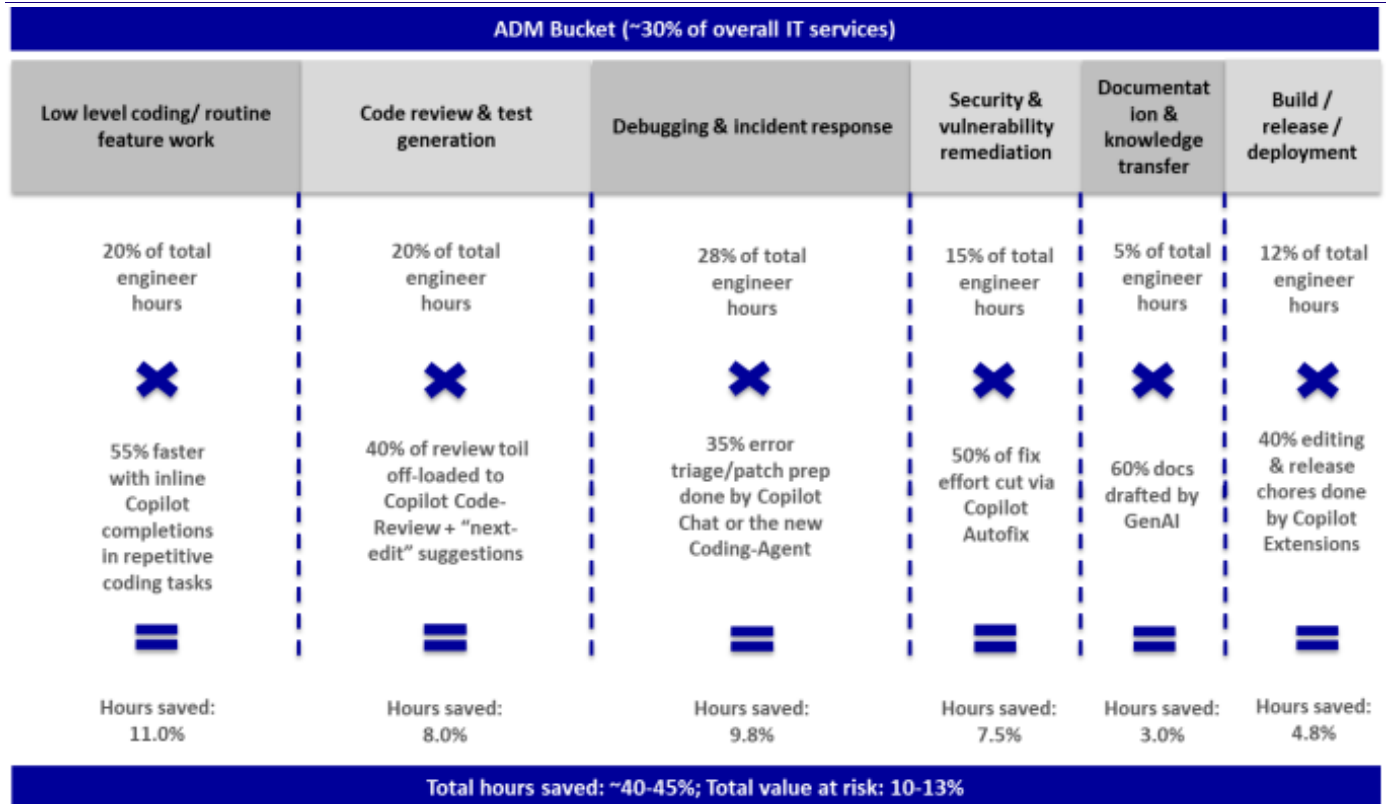 ADM Bucket (~30% of overall IT services)
Low level coding/ routine
feature work
Code review & test
generation
Debugging & incident response
Security &
vulnerability
remediation
Documentat
ion &
knowledge
transfer
Build /
release /
deployment
20% of total
engineer
hours
20% of total
engineer
hours
28% of total
engineer
hours
15% of total
engineer
hours
5% of total
engineer
hours
12% of total
engineer
hours
55% faster
with inline
Copilot
completions
in repetitive
coding tasks
40% of review toil
off-loaded to
Copilot Code-
Review + “next-
edit” suggestions
35% error
triage/patch prep
done by Copilot
Chat or the new
Coding-Agent
50% of fix
effort cut via
Copilot
Autofix
60% docs
drafted by
GenAI
40% editing
& release
chores done
by Copilot
Extensions
Hours saved:
11.0%
Hours saved:
8.0%
Hours saved:
9.8%
Hours saved:
7.5%
Hours saved:
3.0%
Hours saved:
4.8%
Total hours saved: ~40-45%; Total value at risk: 10-13%